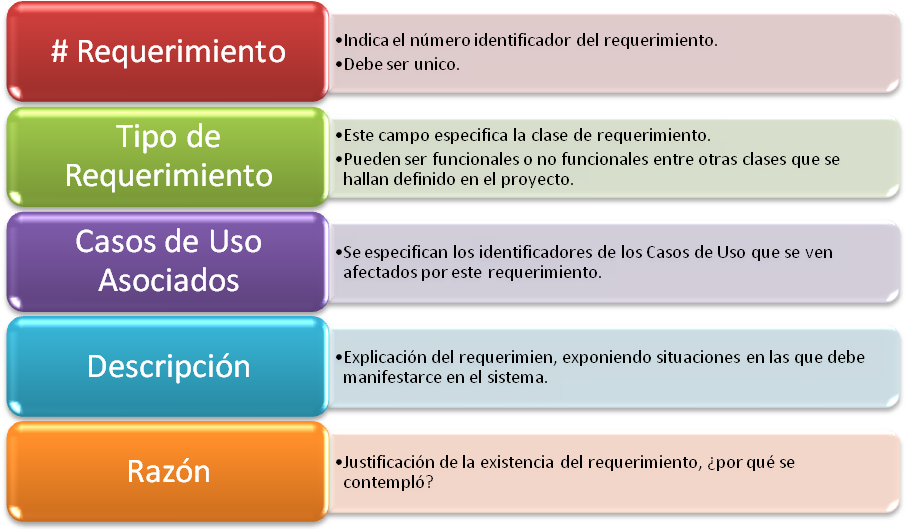 # Requerimiento
•Indica el número identificador del requerimiento.
•Debe ser unico.
Tipo de
Requerimiento
•Este campo especifica la clase de requerimiento.
•Pueden ser funcionales o no funcionales entre otras clases que se
hallan definido en el proyecto.
Casos de Uso
Asociados
•Se especifican los identificadores de los Casos de Uso que se ven
afectados por este requerimiento.
Descripción
•Explicación del requerimien, exponiendo situaciones en las que debe
manifestarce en el sistema.
Razón
•Justificación de la existencia del requerimiento, ¿por qué se
contempló?